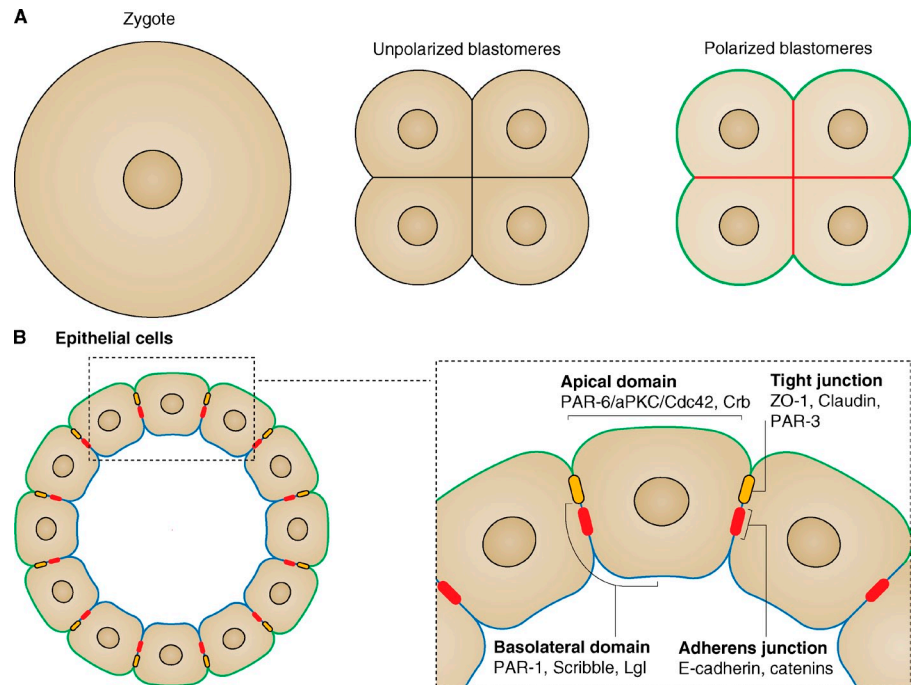 A
Zygote
Unpolarized blastomeres
Polarized blastomeres
B
Epithelial cells
Apical domain
PAR-6/aPKC/Cdc42, Crb
Tight junction
ZO-1, Claudin,
PAR-3
Basolateral domain
PAR-1, Scribble, Lgl
Adherens junction
E-cadherin, catenins